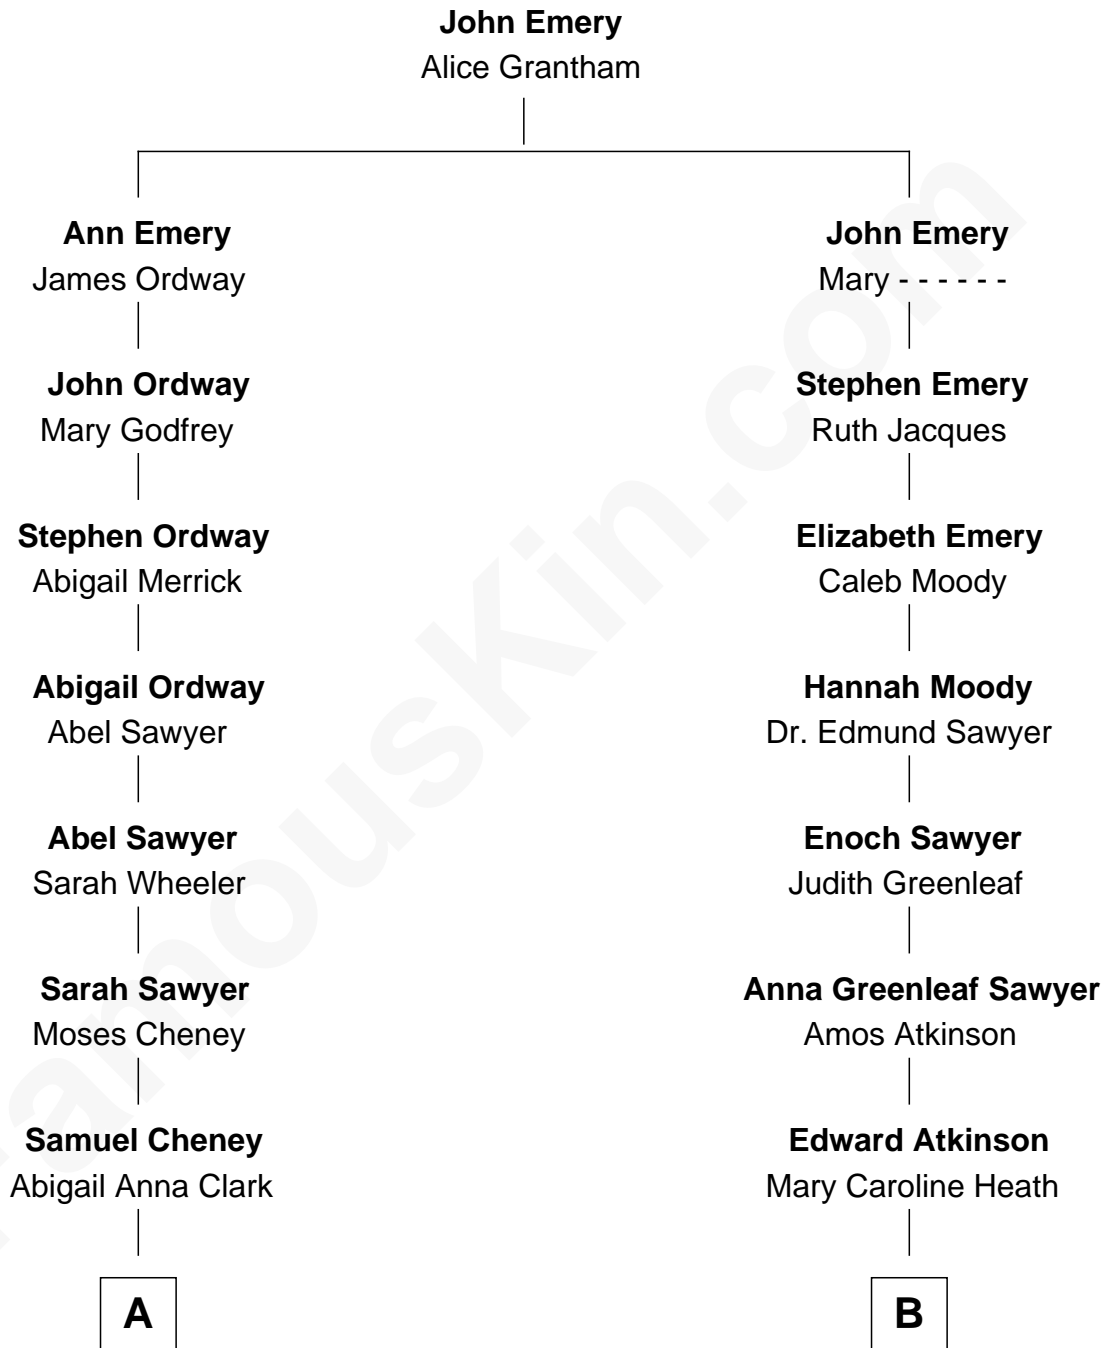 John Emery
Alice Grantham
Ann Emery
James Ordway
John Ordway
Mary Godfrey
Stephen Ordway
Abigail Merrick
Abigail Ordway
Abel Sawyer
Abel Sawyer
Sarah Wheeler
Sarah Sawyer
Moses Cheney
Samuel Cheney
Abigail Anna Clark
A
John Emery
Mary - - - - - -
Stephen Emery
Ruth Jacques
Elizabeth Emery
Caleb Moody
Hannah Moody
Dr. Edmund Sawyer
Enoch Sawyer
Judith Greenleaf
Anna Greenleaf Sawyer
Amos Atkinson
Edward Atkinson
Mary Caroline Heath
B
FamousKin.com